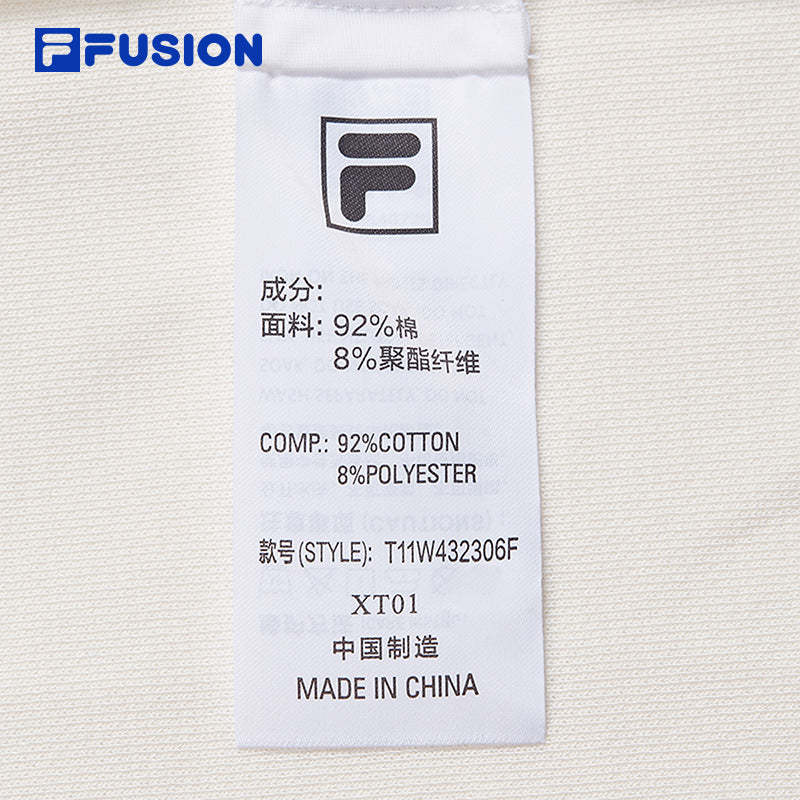 FUSION
F
成分:
面料: 92%棉
8%聚酯纤维
COMP.: 92%COTTON
8%POLYESTER
款号(STYLE): T11W432306F
XT01
中国制造
MADE IN CHINA